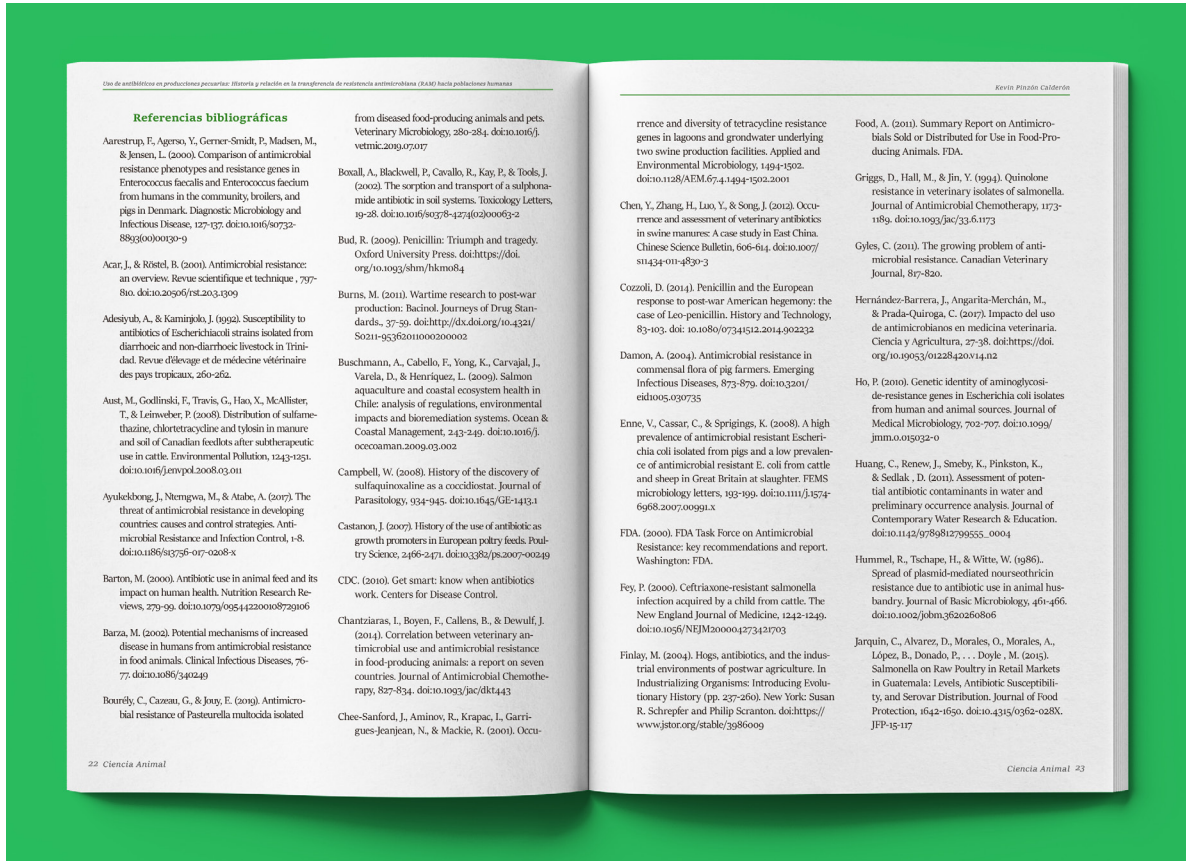 Uso de antibióticos en producciones pecuarias: Historia y relación en la transferencia de resistencia antimicrobiana (RAM) hacia poblaciones humanas
Referencias bibliográficas
Aarestrup, F., Agerso, Y., Gerner-Smidt, P., Madsen, M.,
& Jensen, L. (2000). Comparison of antimicrobial
resistance phenotypes and resistance genes in
Enterococcus faecalis and Enterococcus faecium
from humans in the community, broilers, and
pigs in Denmark. Diagnostic Microbiology and
Infectious Disease, 127-137. doi:10.1016/s0732-
8893(00)00130-9
Acar, J., & Röstel, B. (2001). Antimicrobial resistance:
an overview. Revue scientifique et technique , 797-
810. doi:10.20506/rst.20.3.1309
Adesiyub, A., & Kaminjolo, J. (1992). Susceptibility to
antibiotics of Escherichiacoli strains isolated from
diarrhoeic and non-diarrhoeic livestock in Trini-
dad. Revue d'élevage et de médecine vétérinaire
des pays tropicaux, 260-262.
Aust, M., Godlinski, F., Travis, G., Hao, X., McAllister,
T., & Leinweber, P. (2008). Distribution of sulfame-
thazine, chlortetracycline and tylosin in manure
and soil of Canadian feedlots after subtherapeutic
use in cattle. Environmental Pollution, 1243-1251.
doi:10.1016/j.envpol.2008.03.011
Ayukekbong, J., Ntemgwa, M., & Atabe, A. (2017). The
threat of antimicrobial resistance in developing
countries: causes and control strategies. Anti-
microbial Resistance and Infection Control, 1-8.
doi:10.1186/s13756-017-0208-x
Barton, M. (2000). Antibiotic use in animal feed and its
impact on human health. Nutrition Research Re-
views, 279-99. doi:10.1079/095442200108729106
Barza, M. (2002). Potential mechanisms of increased
disease in humans from antimicrobial resistance
in food animals. Clinical Infectious Diseases, 76-
77. doi:10.1086/340249
Bourély, C., Cazeau, G., & Jouy, E. (2019). Antimicro-
bial resistance of Pasteurella multocida isolated
from diseased food-producing animals and pets.
Veterinary Microbiology, 280-284. doi:10.1016/j.
vetmic.2019.07.017
Boxall, A., Blackwell, P., Cavallo, R., Kay, P., & Tools, J.
(2002). The sorption and transport of a sulphona-
mide antibiotic in soil systems. Toxicology Letters,
19-28. doi:10.1016/s0378-4274(02)00063-2
Bud, R. (2009). Penicillin: Triumph and tragedy.
Oxford University Press. doi:https://doi.
org/10.1093/shm/hkm084
Burns, M. (2011). Wartime research to post-war
production: Bacinol. Journeys of Drug Stan-
dards., 37-59. doi:http://dx.doi.org/10.4321/
S0211-95362011000200002
Buschmann, A., Cabello, F., Yong, K., Carvajal, J.,
Varela, D., & Henríquez, L. (2009). Salmon
aquaculture and coastal ecosystem health in
Chile: analysis of regulations, environmental
impacts and bioremediation systems. Ocean &
Coastal Management, 243-249. doi:10.1016/j.
ocecoaman.2009.03.002
Campbell, W. (2008). History of the discovery of
sulfaquinoxaline as a coccidiostat. Journal of
Parasitology, 934-945. doi:10.1645/GE-1413.1
Castanon, J. (2007). History of the use of antibiotic as
growth promoters in European poltry feeds. Poul-
try Science, 2466-2471. doi:10.3382/ps.2007-00249
CDC. (2010). Get smart: know when antibiotics
work. Centers for Disease Control.
Chantziaras, I., Boyen, F., Callens, B., & Dewulf, J.
(2014). Correlation between veterinary an-
timicrobial use and antimicrobial resistance
in food-producing animals: a report on seven
countries. Journal of Antimicrobial Chemothe-
rapy, 827-834. doi:10.1093/jac/dkt443
Chee-Sanford, J., Aminov, R., Krapac, I., Garri-
gues-Jeanjean, N., & Mackie, R. (2001). Occu-
22 Ciencia Animal
Kevin Pinzón Calderón
rrence and diversity of tetracycline resistance
genes in lagoons and grondwater underlying
two swine production facilities. Applied and
Environmental Microbiology, 1494-1502.
doi:10.1128/AEM.67.4.1494-1502.2001
Chen, Y., Zhang, H., Luo, Y., & Song, J. (2012). Occu-
rrence and assessment of veterinary antibiotics
in swine manures: A case study in East China.
Chinese Science Bulletin, 606-614. doi:10.1007/
s11434-011-4830-3
Cozzoli, D. (2014). Penicillin and the European
response to post-war American hegemony: the
case of Leo-penicillin. History and Technology,
83-103. doi: 10.1080/07341512.2014.902232
Damon, A. (2004). Antimicrobial resistance in
commensal flora of pig farmers. Emerging
Infectious Diseases, 873-879. doi:10.3201/
eid1005.030735
Enne, V., Cassar, C., & Sprigings, K. (2008). A high
prevalence of antimicrobial resistant Escheri-
chia coli isolated from pigs and a low prevalen-
ce of antimicrobial resistant E. coli from cattle
and sheep in Great Britain at slaughter. FEMS
microbiology letters, 193-199. doi:10.1111/j.1574-
6968.2007.00991.x
FDA. (2000). FDA Task Force on Antimicrobial
Resistance: key recommendations and report.
Washington: FDA.
Fey, P. (2000). Ceftriaxone-resistant salmonella
infection acquired by a child from cattle. The
New England Journal of Medicine, 1242-1249.
doi:10.1056/NEJM200004273421703
Finlay, M. (2004). Hogs, antibiotics, and the indus-
trial environments of postwar agriculture. In
Industrializing Organisms: Introducing Evolu-
tionary History (pp. 237-260). New York: Susan
R. Schrepfer and Philip Scranton. doi:https://
www.jstor.org/stable/3986009
Food, A. (2011). Summary Report on Antimicro-
bials Sold or Distributed for Use in Food-Pro-
ducing Animals. FDA.
Griggs, D., Hall, M., & Jin, Y. (1994). Quinolone
resistance in veterinary isolates of salmonella.
Journal of Antimicrobial Chemotherapy, 1173-
1189. doi:10.1093/jac/33.6.1173
Gyles, C. (2011). The growing problem of anti-
microbial resistance. Canadian Veterinary
Journal, 817-820.
Hernández-Barrera, J., Angarita-Merchán, M.,
& Prada-Quiroga, C. (2017). Impacto del uso
de antimicrobianos en medicina veterinaria.
Ciencia y Agricultura, 27-38. doi:https://doi.
org/10.19053/01228420.v14.n2
Ho, P. (2010). Genetic identity of aminoglycosi-
de-resistance genes in Escherichia coli isolates
from human and animal sources. Journal of
Medical Microbiology, 702-707. doi:10.1099/
jmm.0.015032-0
Huang, C., Renew, J., Smeby, K., Pinkston, K.,
& Sedlak , D. (2011). Assessment of poten-
tial antibiotic contaminants in water and
preliminary occurrence analysis. Journal of
Contemporary Water Research & Education.
doi:10.1142/9789812799555_0004
Hummel, R., Tschape, H., & Witte, W. (1986)..
Spread of plasmid-mediated nourseothricin
resistance due to antibiotic use in animal hus-
bandry. Journal of Basic Microbiology, 461-466.
doi:10.1002/jobm.3620260806
Jarquin, C., Alvarez, D., Morales, O., Morales, A.,
López, B., Donado, P., . . . Doyle , M. (2015).
Salmonella on Raw Poultry in Retail Markets
in Guatemala: Levels, Antibiotic Susceptibili-
ty, and Serovar Distribution. Journal of Food
Protection, 1642-1650. doi:10.4315/0362-028X.
JFP-15-117
Ciencia Animal 23